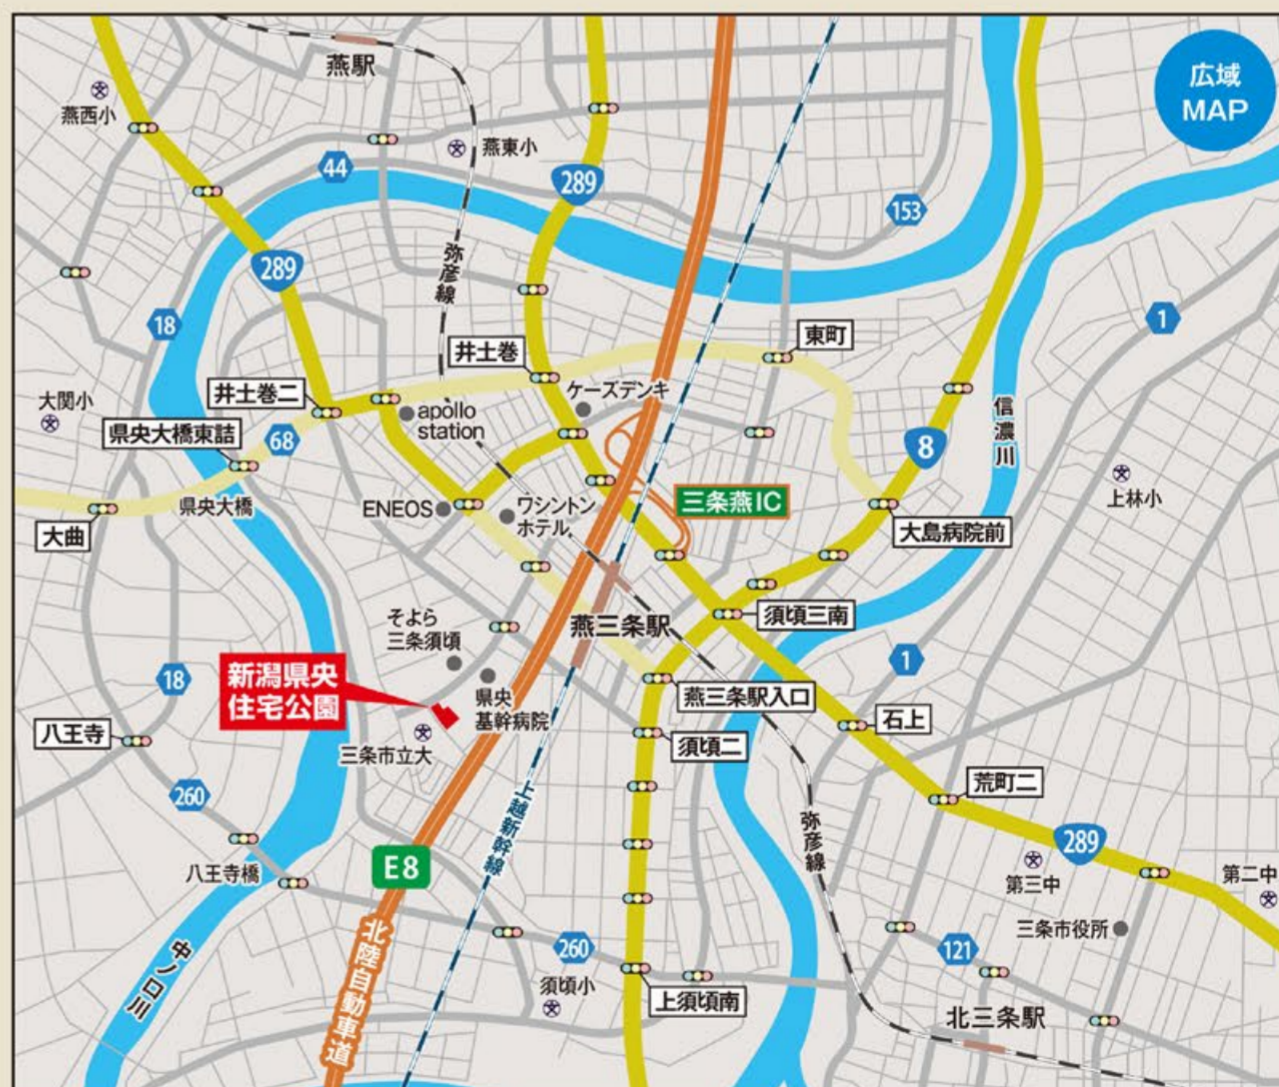 広域
MAP
燕駅
燕西小
燕東小
44
289
153
弥彦線
289
18
1
東町
井土巻
ケーズデンキ
井土巻二
大関小
apollo
station
信濃川
県央大橋東詰
68
8
上林小
県央大橋
ENEOS
ワシントン
ホテル
三条燕IC
大曲
大島病院前
そよら
三条須頃
燕三条駅
須頃三南
新潟県央
住宅公園
18
1
県央
基幹病院
燕三条駅入口
石上
八王寺
三条市立大
須頃二
260
上越新幹線
荒町二
弥彦線
289
八王寺橋
E8
第三中
第二中
中ノ口川
北陸自動車道
260
三条市役所
121
須頃小
上須頃南
北三条駅